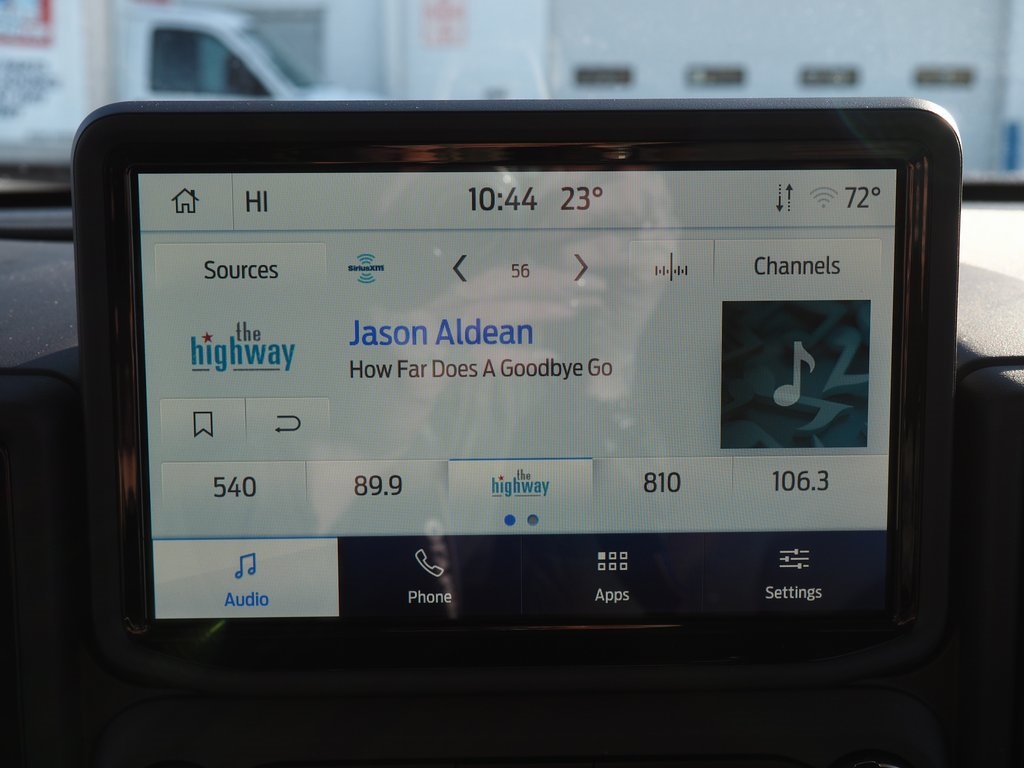 HI 10:44 23° 72°
Sources SiriusXM 56 Channels
the
highway
Jason Aldean
How Far Does A Goodbye Go
540 89.9 the highway 810 106.3
Audio Phone Apps Settings